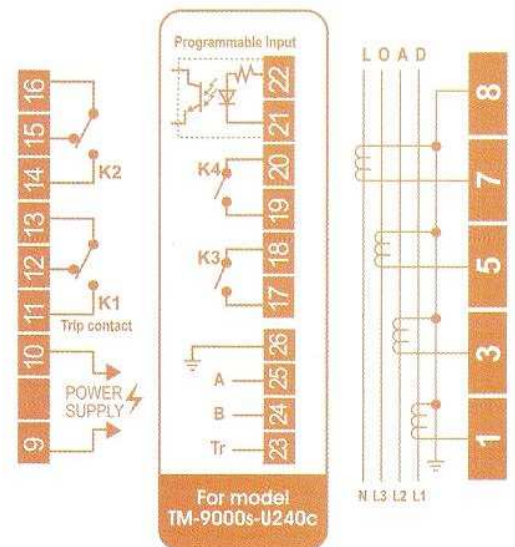 16
15
14
K2
13
12
11
K1
Trip contact
10
POWER
SUPPLY
9
Programmable Input
22
21
20
K4
19
18
K3
17
26
A 25
B 24
Tr 23
For model
TM-9000s-U240c
L O A D
8
7
5
3
1
N L3 L2 L1